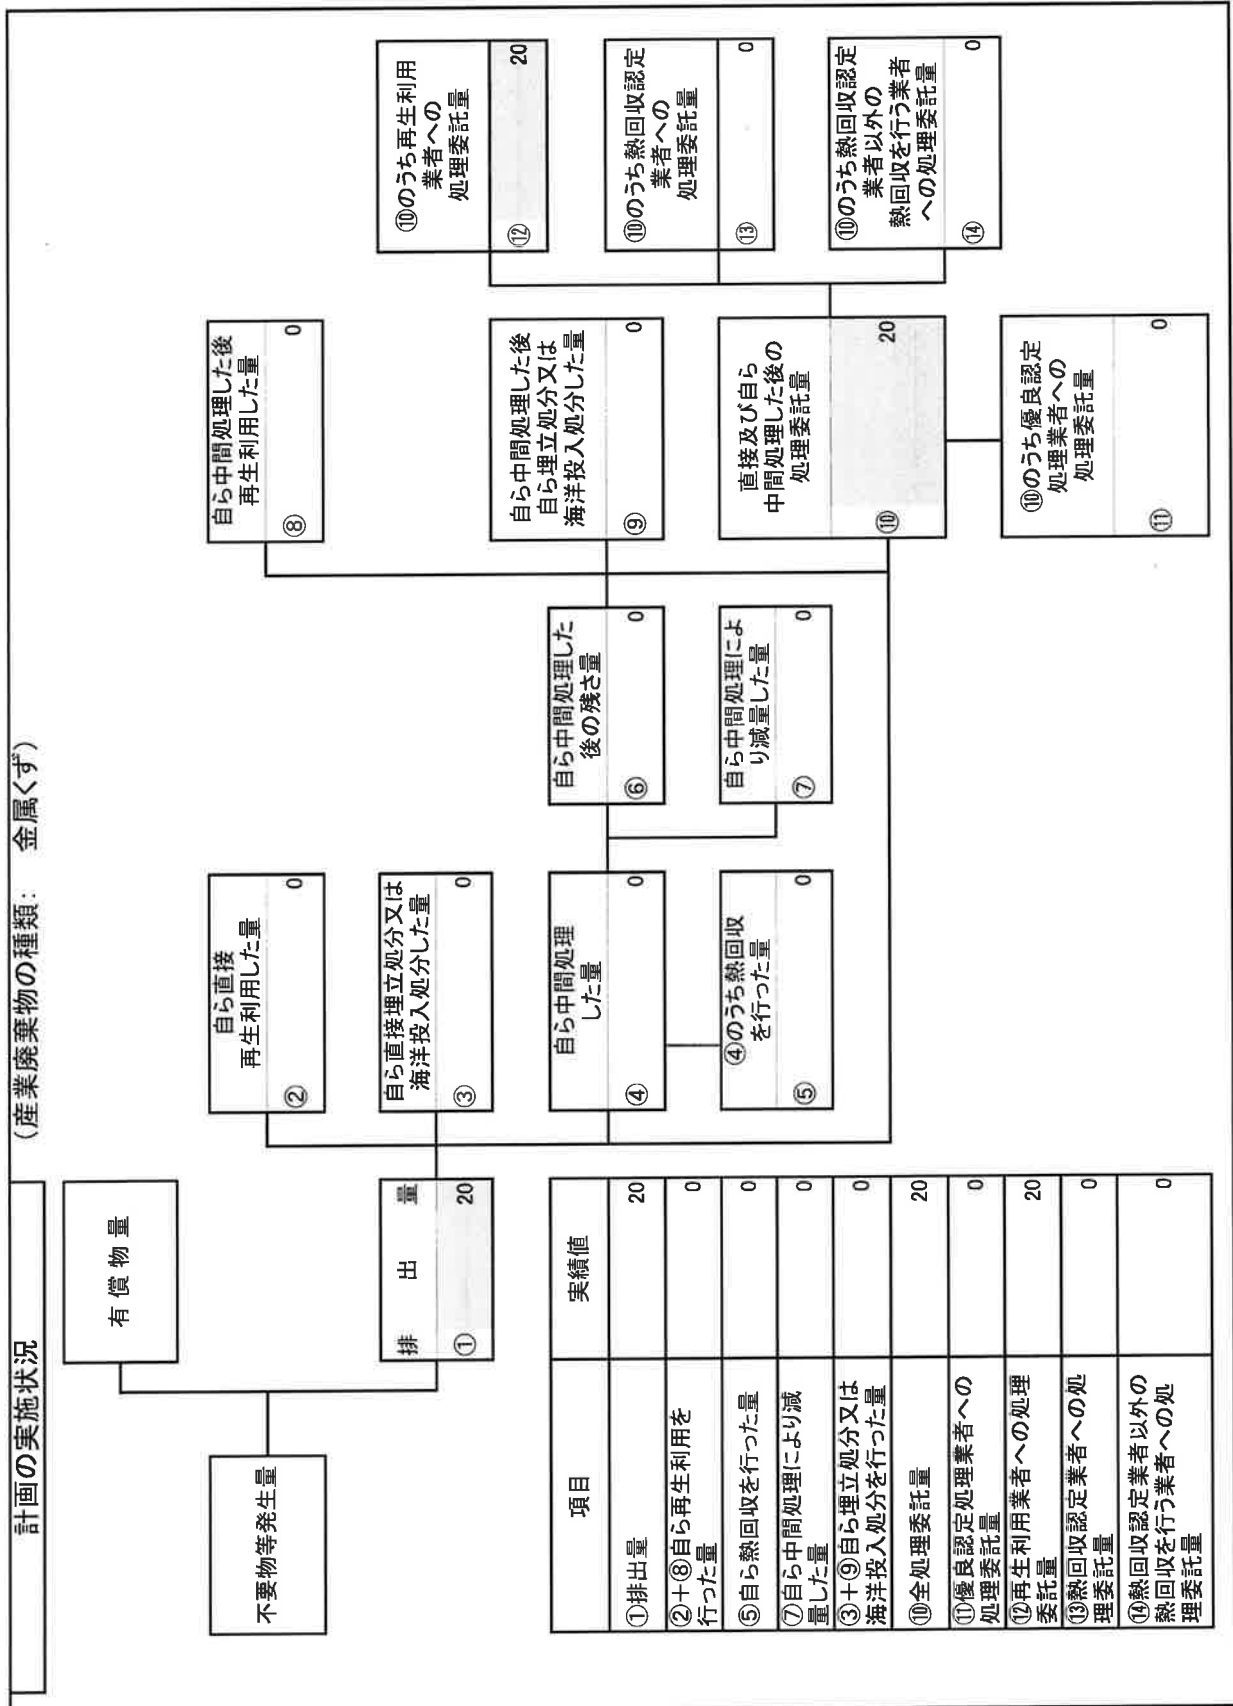 計画の実施状況
(産業廃棄物の種類: 金属くず)
不要物等発生量
有償物量
排出量
① 20
自ら直接
再生利用した量
② 0
自ら直接埋立処分又は
海洋投入処分した量
③ 0
自ら中間処理
した量
④ 0
④のうち熱回収
を行った量
⑤ 0
自ら中間処理した
後の残さ量
⑥ 0
自ら中間処理によ
り減量した量
⑦ 0
自ら中間処理した後
再生利用した量
⑧ 0
自ら中間処理した後
自ら埋立処分又は
海洋投入処分した量
⑨ 0
直接及び自ら
中間処理した後の
処理委託量
⑩ 20
⑩のうち優良認定
処理業者への
処理委託量
⑪ 0
⑩のうち再生利用
業者への
処理委託量
⑫ 20
⑩のうち熱回収認定
業者への
処理委託量
⑬ 0
⑩のうち熱回収認定
業者以外の
熱回収を行う業者
への処理委託量
⑭ 0
項目 実績値
①排出量 20
②+⑧自ら再生利用を
行った量 0
⑤自ら熱回収を行った量 0
⑦自ら中間処理により減
量した量 0
③+⑨自ら埋立処分又は
海洋投入処分を行った量 0
⑩全処理委託量 20
⑪優良認定処理業者への
処理委託量 0
⑫再生利用業者への処理
委託量 20
⑬熱回収認定業者への処
理委託量 0
⑭熱回収認定業者以外の
熱回収を行う業者への処
理委託量 0